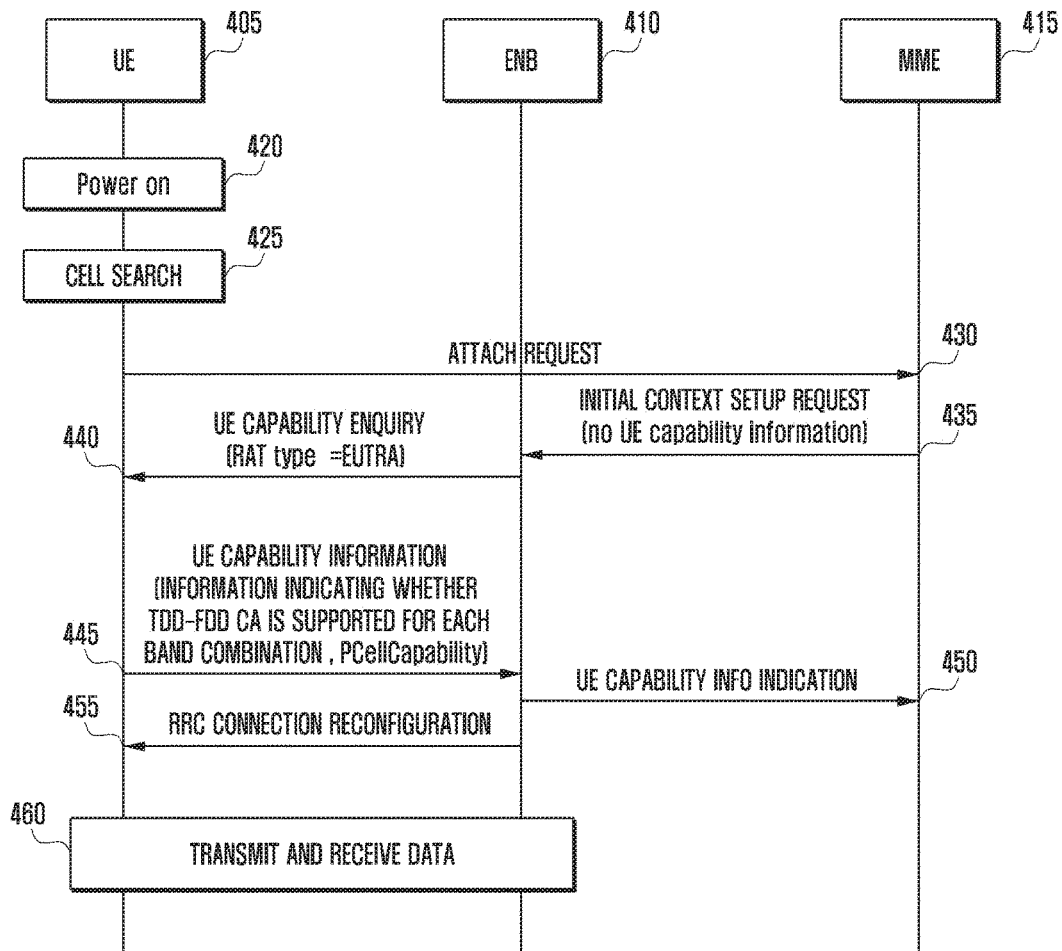 405
410
415
UE
ENB
MME
420
Power on
425
CELL SEARCH
ATTACH REQUEST
430
INITIAL CONTEXT SETUP REQUEST
(no UE capability information)
435
UE CAPABILITY ENQUIRY
(RAT type =EUTRA)
440
UE CAPABILITY INFORMATION
(INFORMATION INDICATING WHETHER
TDD-FDD CA IS SUPPORTED FOR EACH
BAND COMBINATION , PCellCapability)
445
UE CAPABILITY INFO INDICATION
450
455
RRC CONNECTION RECONFIGURATION
460
TRANSMIT AND RECEIVE DATA